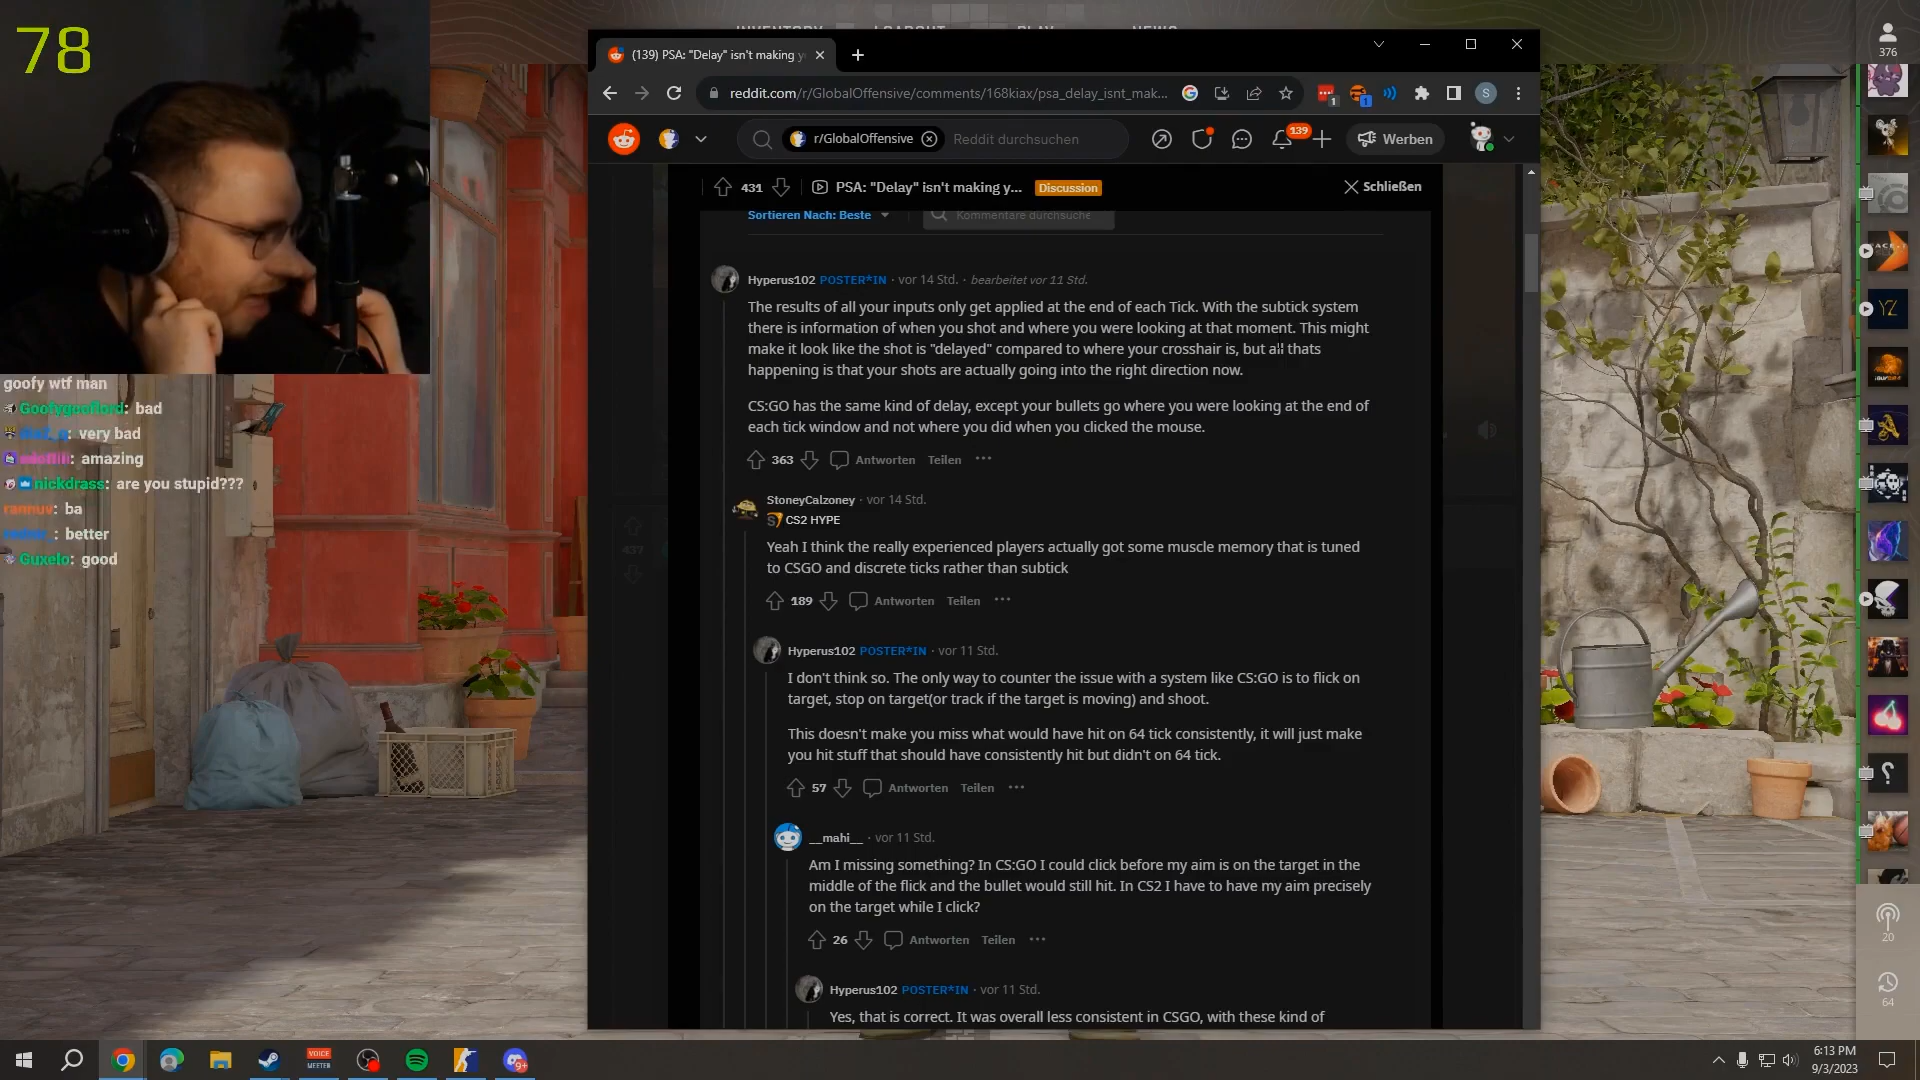 78
INVENTORY LOADOUT PLAY NEWS
376
(139) PSA: "Delay" isn't making y
reddit.com/r/GlobalOffensive/comments/168kiax/psa_delay_isnt_mak...
1
1
S
r/GlobalOffensive
Reddit durchsuchen
139
Werben
431
PSA: "Delay" isn't making y...
Discussion
Schließen
Sortieren Nach: Beste
Kommentare durchsuche
Hyperus102 POSTER*IN · vor 14 Std. · bearbeitet vor 11 Std.
The results of all your inputs only get applied at the end of each Tick. With the subtick system
there is information of when you shot and where you were looking at that moment. This might
make it look like the shot is "delayed" compared to where your crosshair is, but all thats
happening is that your shots are actually going into the right direction now.
CS:GO has the same kind of delay, except your bullets go where you were looking at the end of
each tick window and not where you did when you clicked the mouse.
363 Antworten Teilen ···
StoneyCalzoney · vor 14 Std.
CS2 HYPE
Yeah I think the really experienced players actually got some muscle memory that is tuned
to CSGO and discrete ticks rather than subtick
189 Antworten Teilen ···
437
Hyperus102 POSTER*IN · vor 11 Std.
I don't think so. The only way to counter the issue with a system like CS:GO is to flick on
target, stop on target(or track if the target is moving) and shoot.
This doesn't make you miss what would have hit on 64 tick consistently, it will just make
you hit stuff that should have consistently hit but didn't on 64 tick.
57 Antworten Teilen ···
__mahi__ · vor 11 Std.
Am I missing something? In CS:GO I could click before my aim is on the target in the
middle of the flick and the bullet would still hit. In CS2 I have to have my aim precisely
on the target while I click?
26 Antworten Teilen ···
Hyperus102 POSTER*IN · vor 11 Std.
Yes, that is correct. It was overall less consistent in CSGO, with these kind of
goofy wtf man
Goofygooflord: bad
: very bad
: amazing
nickdrass: are you stupid???
rannuv: ba
: better
Guxelo: good
YZ
20
64
VOICE
MEETER
9+
6:13 PM
9/3/2023